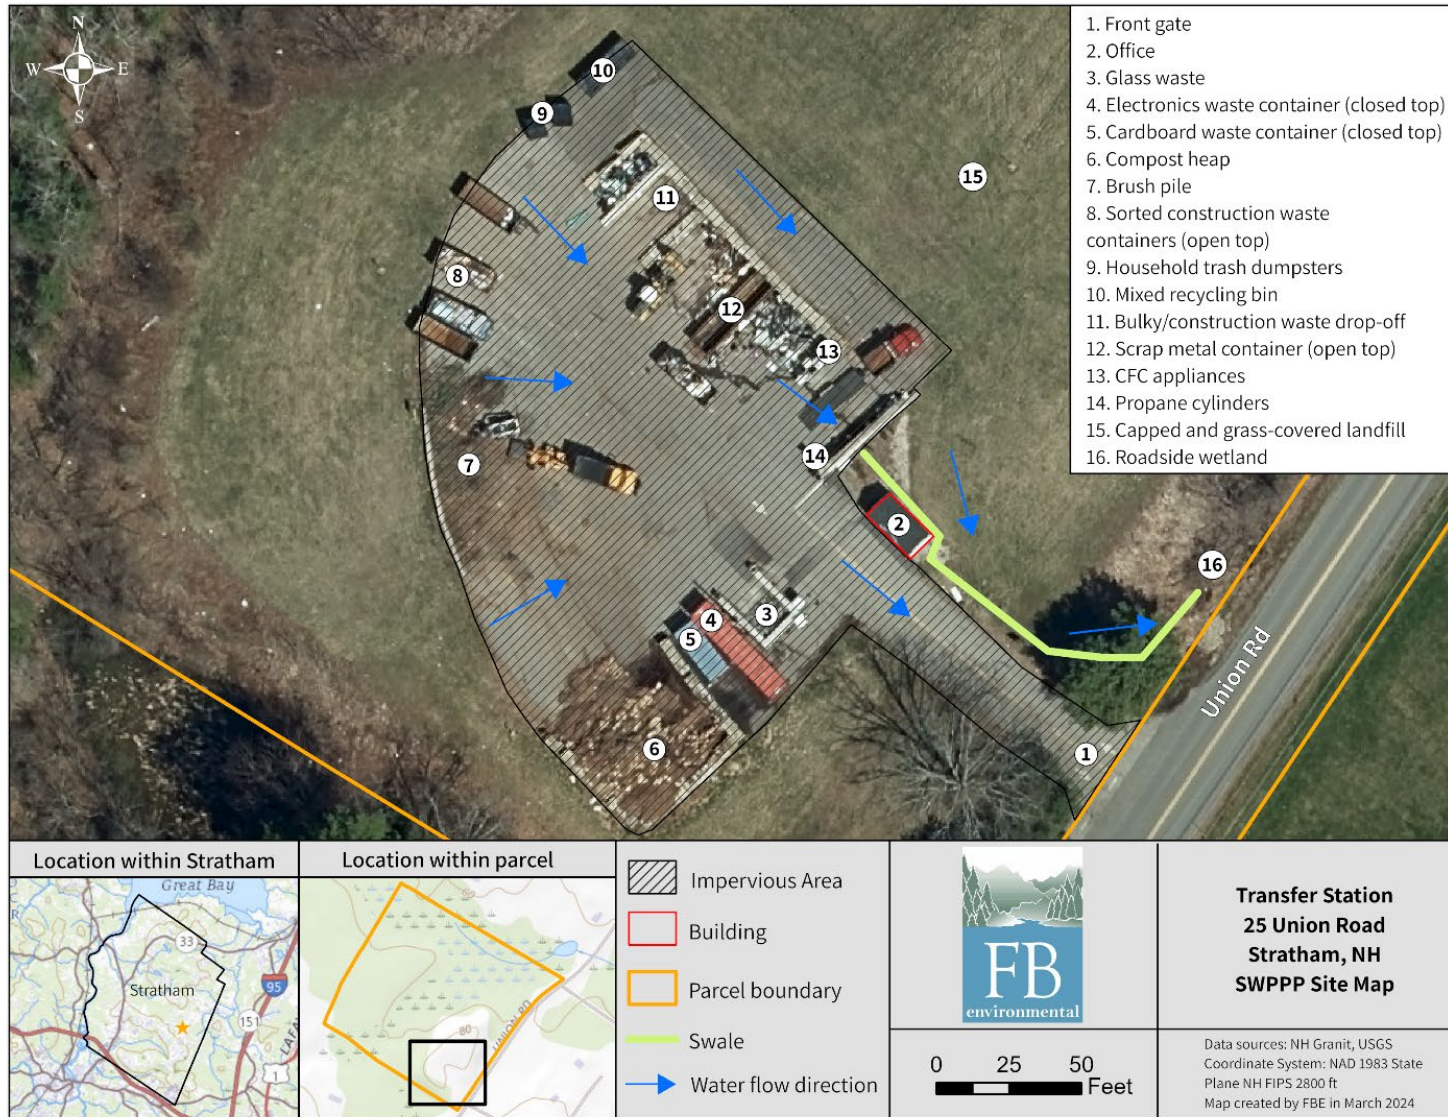 N
W E
S
1. Front gate
2. Office
3. Glass waste
4. Electronics waste container (closed top)
5. Cardboard waste container (closed top)
6. Compost heap
7. Brush pile
8. Sorted construction waste
containers (open top)
9. Household trash dumpsters
10. Mixed recycling bin
11. Bulky/construction waste drop-off
12. Scrap metal container (open top)
13. CFC appliances
14. Propane cylinders
15. Capped and grass-covered landfill
16. Roadside wetland
10
9
15
11
8
12
13
14
7
2
16
3
4
5
6
1
Union Rd
Location within Stratham
Great Bay
33
Stratham
95
151
1
Location within parcel
80
80
UNION RD
Impervious Area
Building
Parcel boundary
Swale
Water flow direction
FB
environmental
0 25 50
Feet
Transfer Station
25 Union Road
Stratham, NH
SWPPP Site Map
Data sources: NH Granit, USGS
Coordinate System: NAD 1983 State
Plane NH FIPS 2800 ft
Map created by FBE in March 2024